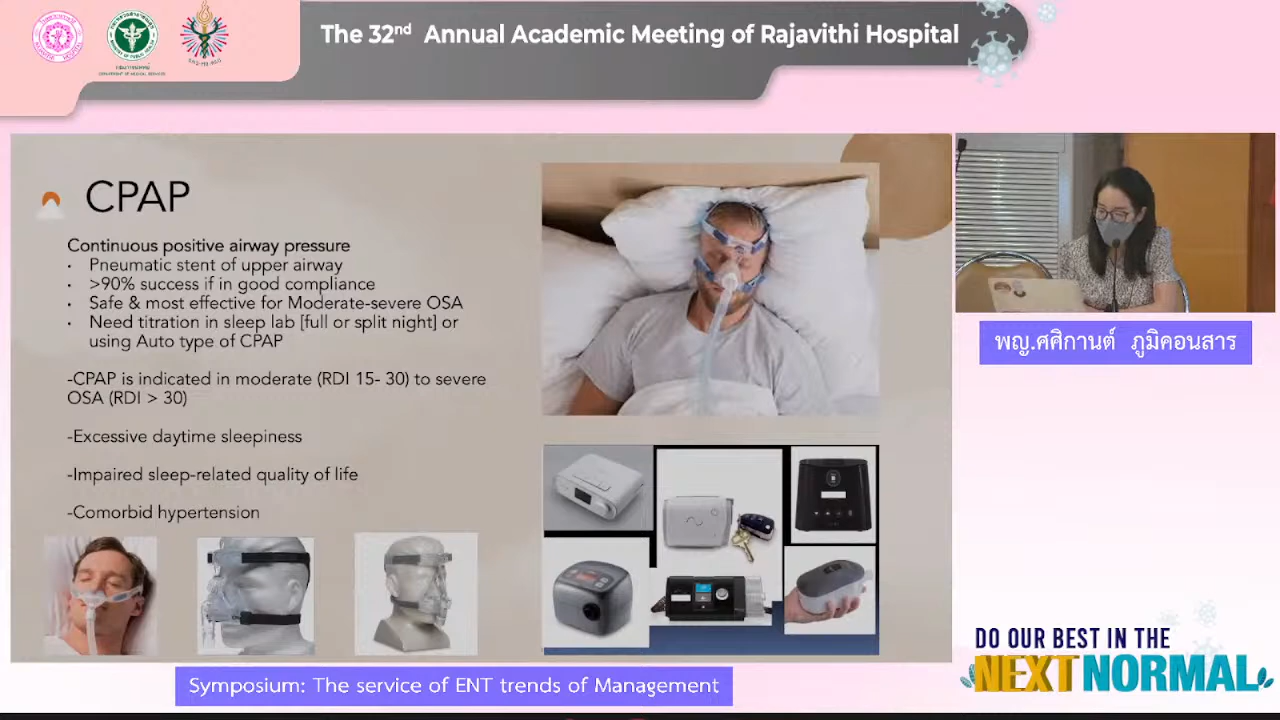 The 32nd Annual Academic Meeting of Rajavithi Hospital
CPAP
Continuous positive airway pressure
• Pneumatic stent of upper airway
• >90% success if in good compliance
• Safe & most effective for Moderate-severe OSA
• Need titration in sleep lab [full or split night] or
using Auto type of CPAP
-CPAP is indicated in moderate (RDI 15- 30) to severe
OSA (RDI > 30)
-Excessive daytime sleepiness
-Impaired sleep-related quality of life
-Comorbid hypertension
พญ.ศศิกานต์ ภูมิคอนสาร
DO OUR BEST IN THE
NEXT NORMAL
Symposium: The service of ENT trends of Management